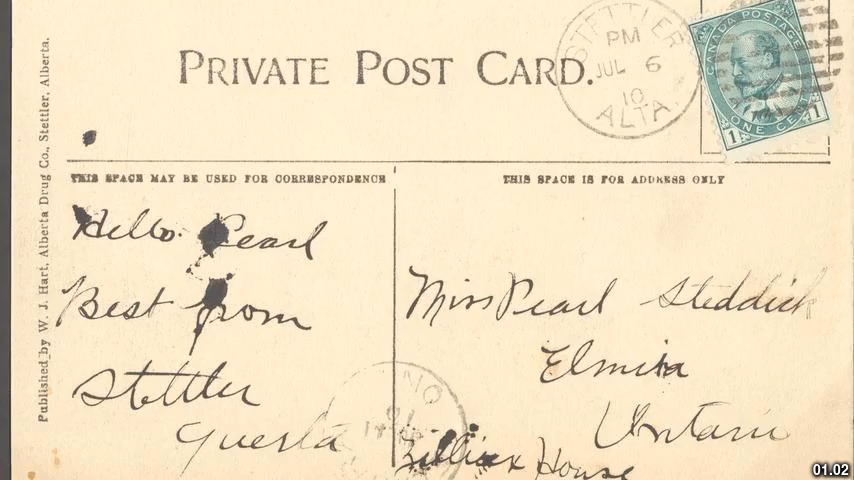 Published by W. J. Hart, Alberta Drug Co., Stettler, Alberta.
PRIVATE POST CARD.
STETTLER
PM
JUL 6
10
ALTA.
CANADA POSTAGE
1 ONE CENT 1
THIS SPACE MAY BE USED FOR CORRESPONDENCE
THIS SPACE IS FOR ADDRESS ONLY
Hello Pearl
Best from
Stettler
Miss Pearl Steddick
Elmira
Ontario
House
01.02